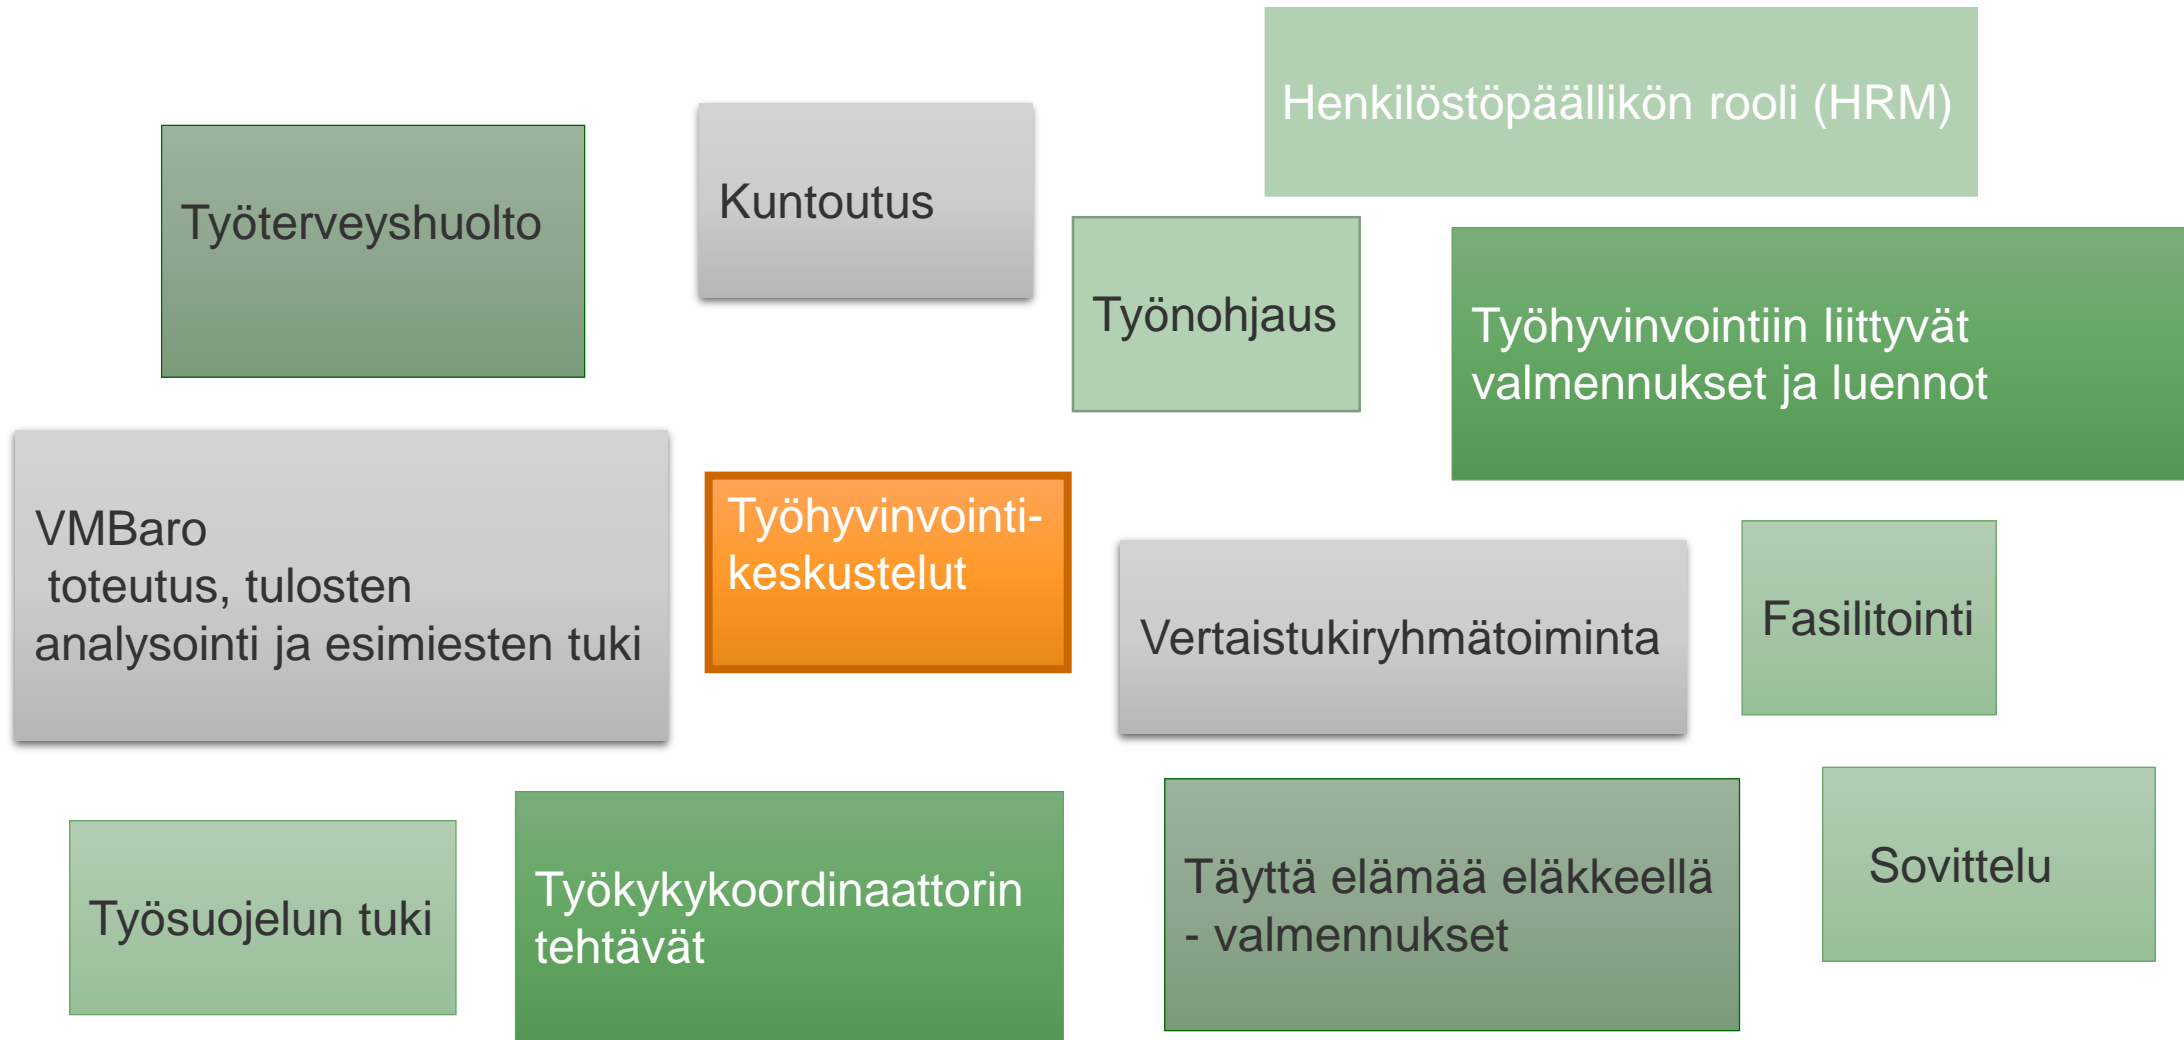 Henkilöstöpäällikön rooli (HRM)
Työterveyshuolto
Kuntoutus
Työnohjaus
Työhyvinvointiin liittyvät
valmennukset ja luennot
VMBaro
toteutus, tulosten
analysointi ja esimiesten tuki
Työhyvinvointi-
keskustelut
Vertaistukiryhmätoiminta
Fasilitointi
Työsuojelun tuki
Työkykykoordinaattorin
tehtävät
Täyttä elämää eläkkeellä
- valmennukset
Sovittelu